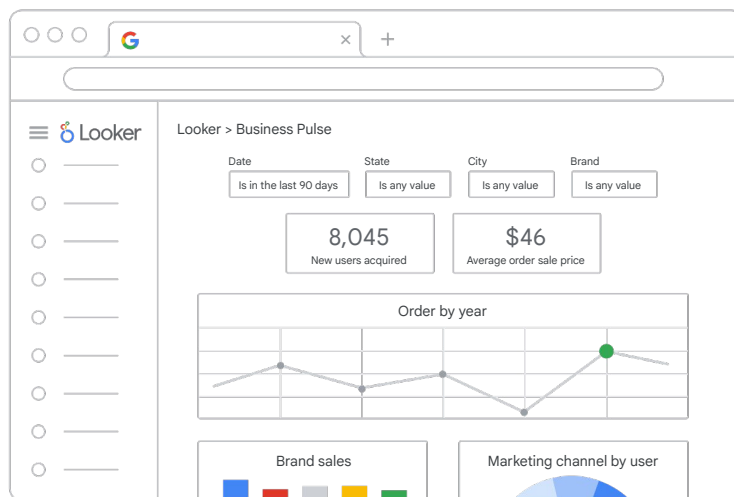 Looker
Looker > Business Pulse
Date State City Brand
Is in the last 90 days Is any value Is any value Is any value
8,045 $46
New users acquired Average order sale price
Order by year
Brand sales Marketing channel by user